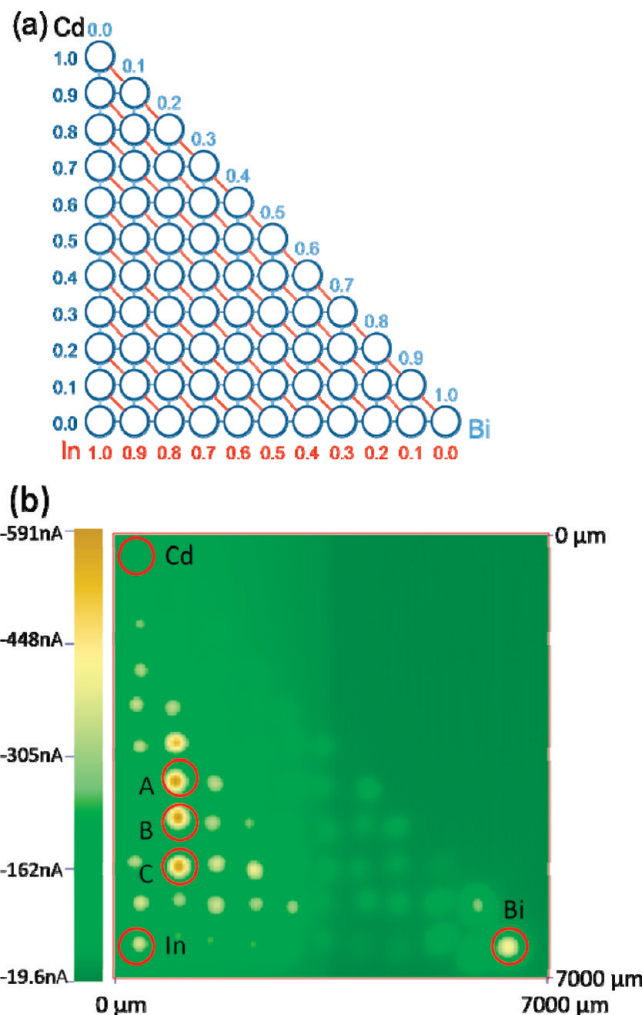 (a) Cd 0.0
1.0 0.1
0.9 0.2
0.8 0.3
0.7 0.4
0.6 0.5
0.5 0.6
0.4 0.7
0.3 0.8
0.2 0.9
0.1 1.0
0.0 Bi
In 1.0 0.9 0.8 0.7 0.6 0.5 0.4 0.3 0.2 0.1 0.0
(b)
-591nA 0 µm
Cd
-448nA
-305nA
A
B
-162nA C
Bi
In
-19.6nA 7000 µm
0 µm 7000 µm